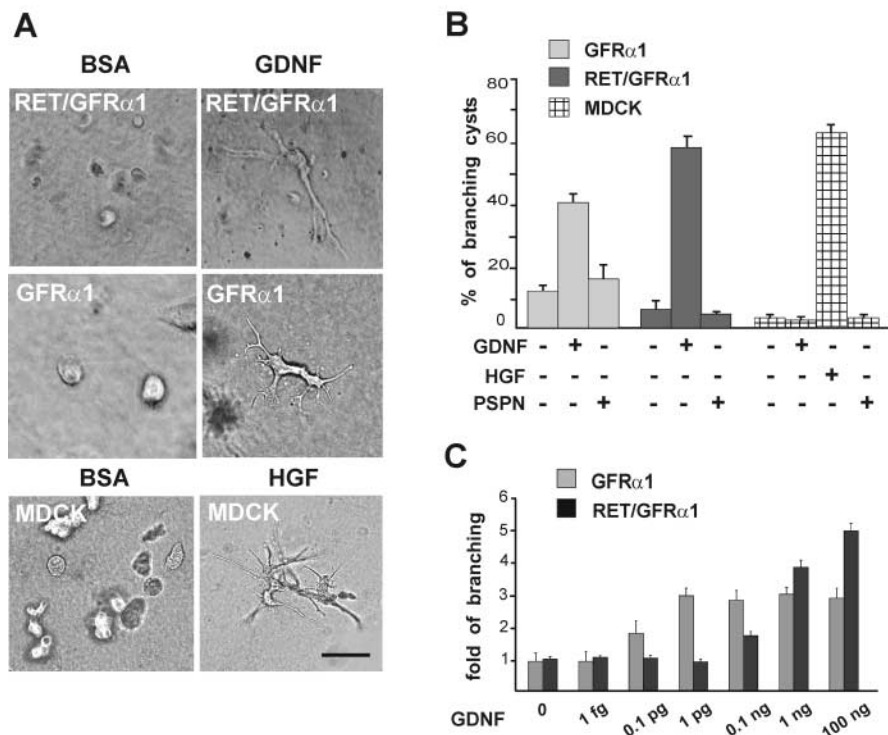 A
BSA GDNF
RET/GFRα1 RET/GFRα1
GFRα1 GFRα1
BSA HGF
MDCK MDCK
B
GFRα1
RET/GFRα1
MDCK
% of branching cysts
80
60
40
20
0
GDNF - + - - + - - + - -
HGF - - - - - - - - + -
PSPN - - + - - + - - - +
C
GFRα1
RET/GFRα1
fold of branching
6
5
4
3
2
1
GDNF 0 1 fg 0.1 pg 1 pg 0.1 ng 1 ng 100 ng